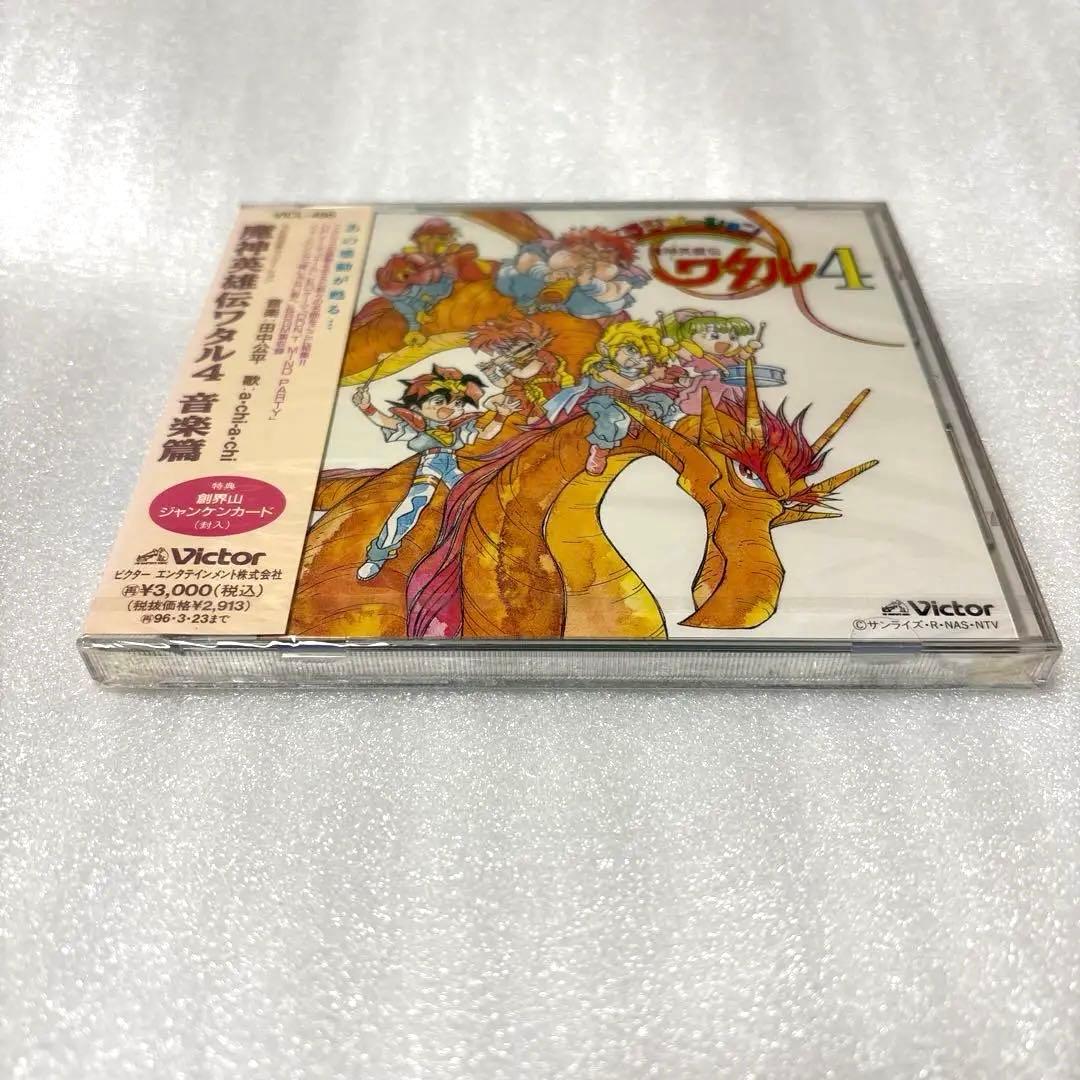 あの感動が甦る…
魔神英雄伝ワタル4 音楽篇
音楽:田中公平 歌:a・chi-a・chi
特典
創界山
ジャンケンカード
(封入)
Victor
ビクター エンタテインメント株式会社
再¥3,000(税込)
(税抜価格¥2,913)
再96・3・23まで
ワタル4
Victor
©サンライズ・R・NAS・NTV